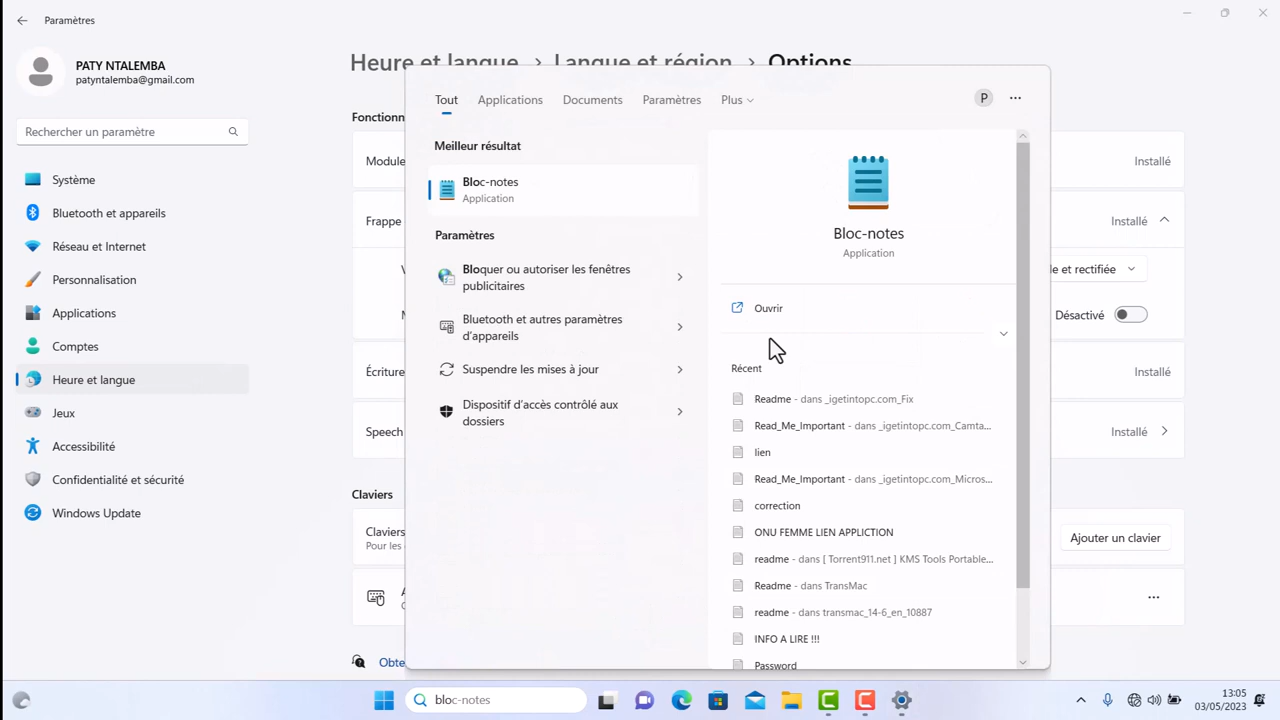 Paramètres
PATY NTALEMBA
patyntalemba@gmail.com
Rechercher un paramètre
Système
Bluetooth et appareils
Réseau et Internet
Personnalisation
Applications
Comptes
Heure et langue
Jeux
Accessibilité
Confidentialité et sécurité
Windows Update
Heure et langue > Langue et région > Options
Fonctionn
Module
Installé
Frappe
Installé
le et rectifiée
Désactivé
Écriture
Installé
Speech
Installé
Claviers
Claviers
Pour les
Ajouter un clavier
Obte
Tout Applications Documents Paramètres Plus
P
Meilleur résultat
Bloc-notes
Application
Paramètres
Bloquer ou autoriser les fenêtres
publicitaires
Bluetooth et autres paramètres
d'appareils
Suspendre les mises à jour
Dispositif d'accès contrôlé aux
dossiers
Bloc-notes
Application
Ouvrir
Récent
Readme - dans _igetintopc.com_Fix
Read_Me_Important - dans _igetintopc.com_Camta...
lien
Read_Me_Important - dans _igetintopc.com_Micros...
correction
ONU FEMME LIEN APPLICTION
readme - dans [ Torrent911.net ] KMS Tools Portable...
Readme - dans TransMac
readme - dans transmac_14-6_en_10887
INFO A LIRE !!!
Password
bloc-notes
13:05
03/05/2023